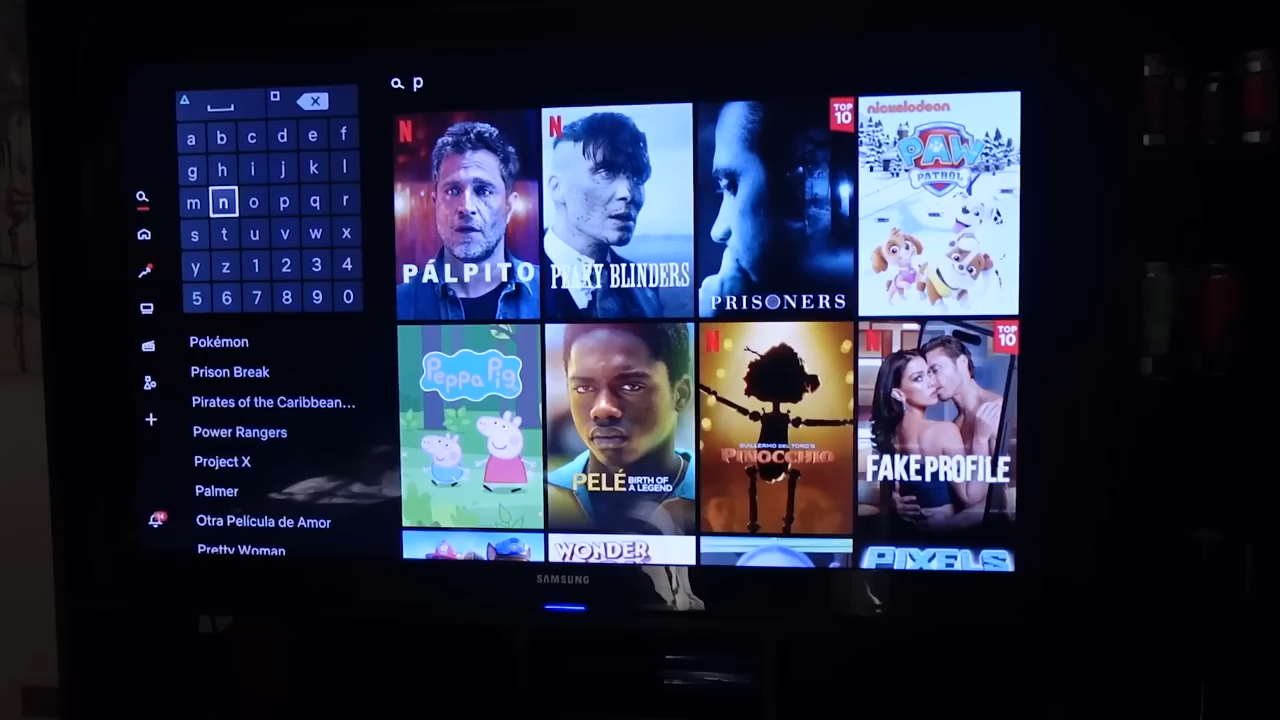 p
a b c d e f
g h i j k l
m n o p q r
s t u v w x
y z 1 2 3 4
5 6 7 8 9 0
Pokémon
Prison Break
Pirates of the Caribbean...
Power Rangers
Project X
Palmer
Otra Película de Amor
Pretty Woman
N
PÁLPITO
N
PEAKY BLINDERS
TOP
10
PRISONERS
nickelodeon
PAW
PATROL
Peppa Pig
PELÉ BIRTH OF
A LEGEND
N
GUILLERMO DEL TORO'S
PINOCCHIO
N
TOP
10
FAKE PROFILE
WONDER
PIXELS
SAMSUNG